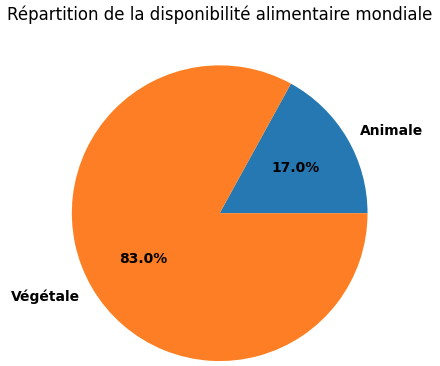 Répartition de la disponibilité alimentaire mondiale
Animale
17.0%
83.0%
Végétale